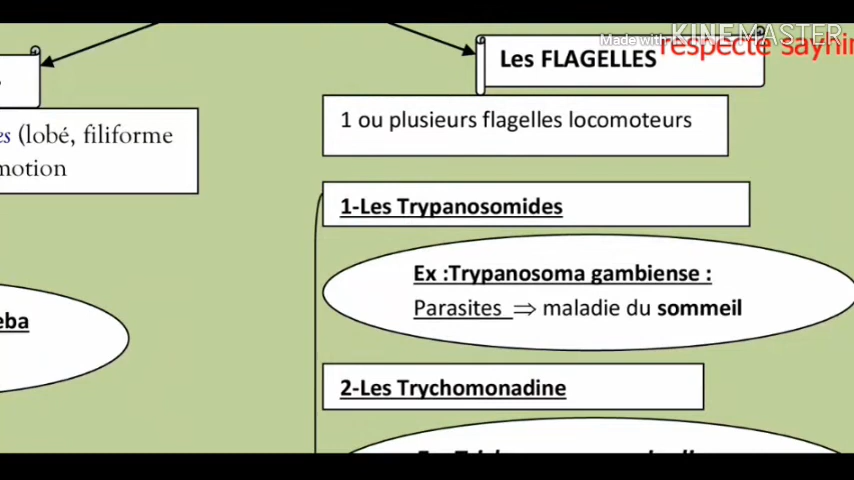 Made with KINEMASTER
respecte saynir
Les FLAGELLES
1 ou plusieurs flagelles locomoteurs
es (lobé, filiforme
motion
1-Les Trypanosomides
Ex :Trypanosoma gambiense :
Parasites ⇒ maladie du sommeil
eba
2-Les Trychomonadine